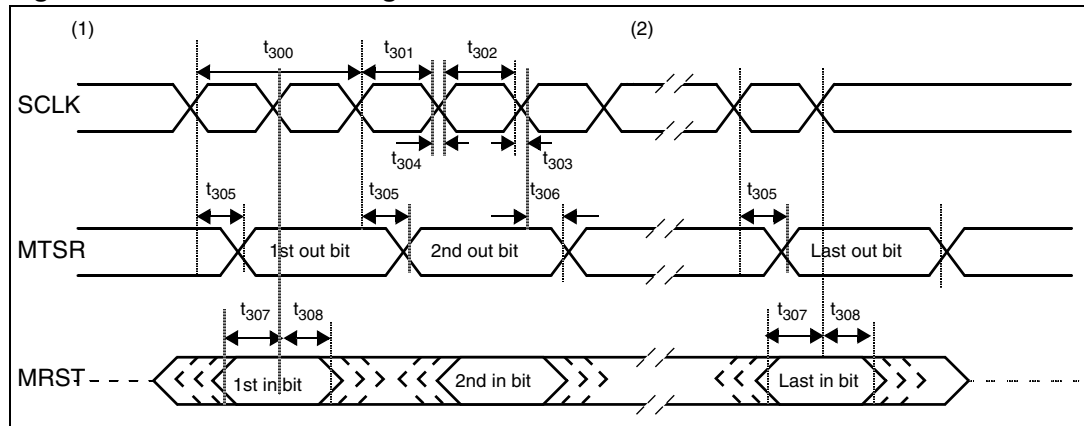 (1) (2)
t300 t301 t302
SCLK
t304 t303
t305 t305 t306 t305
MTSR 1st out bit 2nd out bit Last out bit
t307 t308 t307 t308
MRST 1st in bit 2nd in bit Last in bit